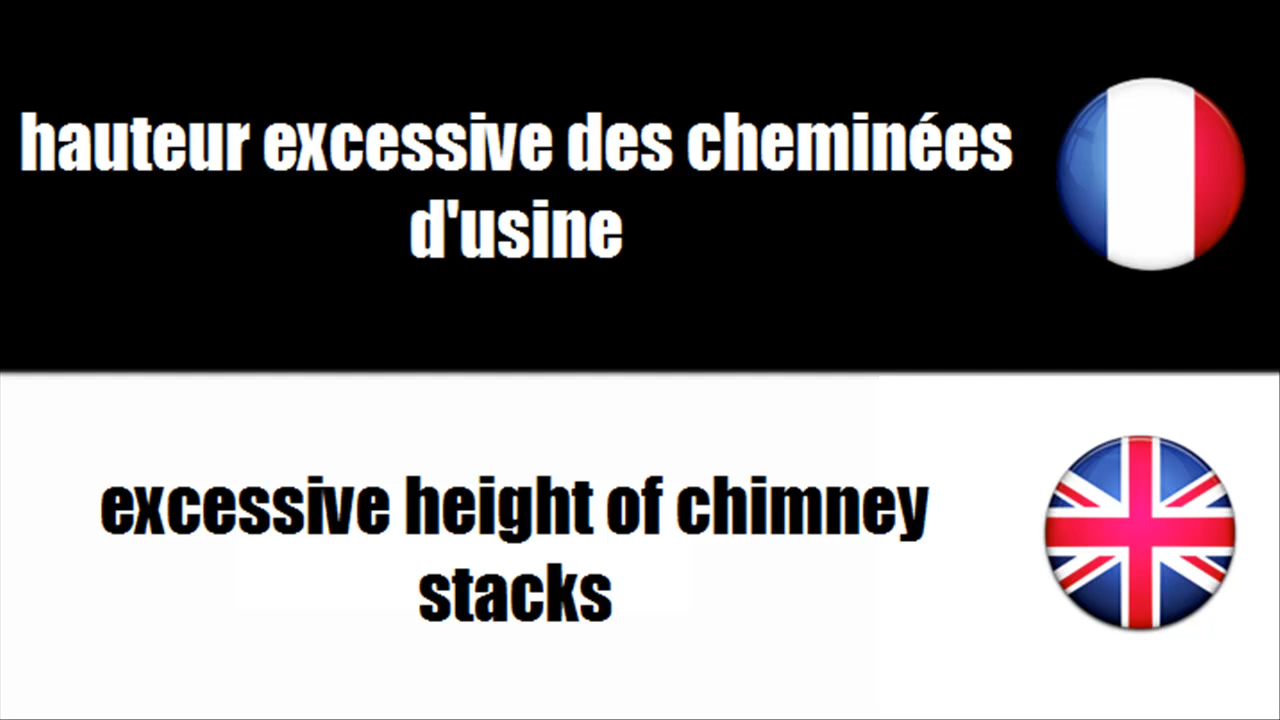 hauteur excessive des cheminées
d'usine
excessive height of chimney
stacks